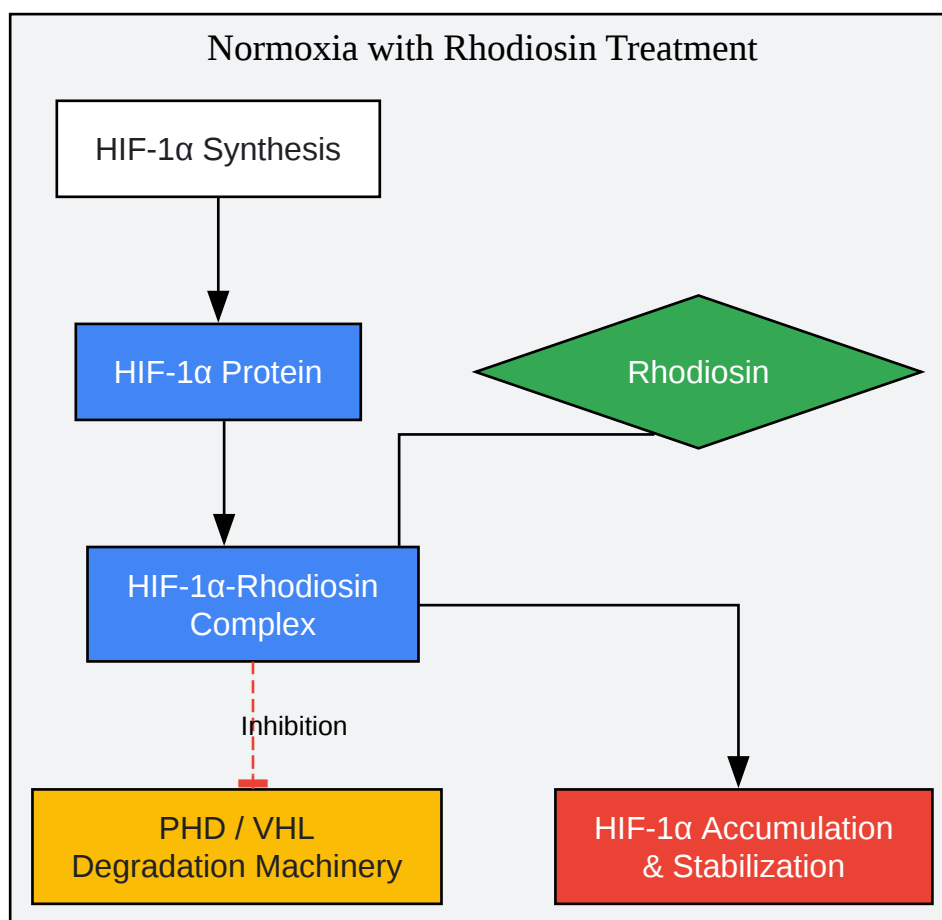 Normoxia with Rhodiosin Treatment
HIF-1α Synthesis
HIF-1α Protein
Rhodiosin
HIF-1α-Rhodiosin
Complex
Inhibition
PHD / VHL
Degradation Machinery
HIF-1α Accumulation
& Stabilization